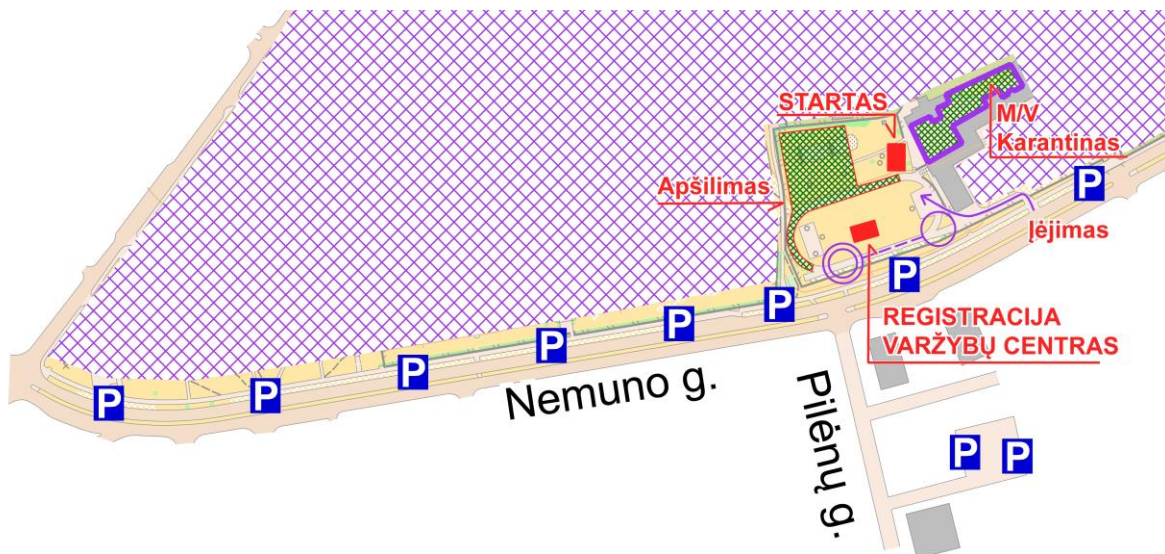 STARTAS
M/V
Karantinas
Apšilimas
P
Įėjimas
P
P
REGISTRACIJA
VARŽYBŲ CENTRAS
P
P
P
P
P
Nemuno g.
Pilėnų g.
P
P